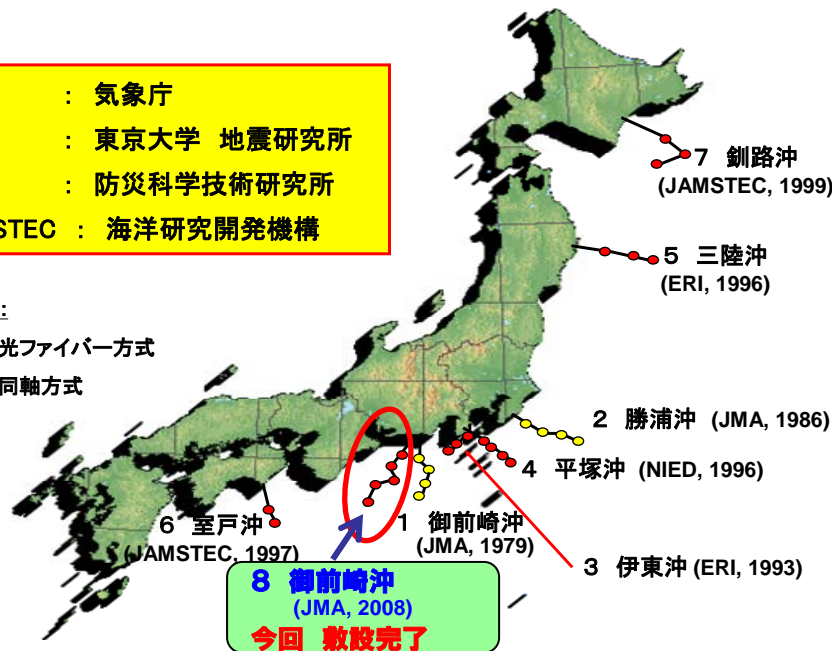 ： 気象庁
： 東京大学 地震研究所
： 防災科学技術研究所
STEC ： 海洋研究開発機構
：
光ファイバー方式
同軸方式
７ 釧路沖
(JAMSTEC, 1999)
５ 三陸沖
(ERI, 1996)
２ 勝浦沖 (JMA, 1986)
４ 平塚沖 (NIED, 1996)
６ 室戸沖
(JAMSTEC, 1997)
１ 御前崎沖
(JMA, 1979)
３ 伊東沖 (ERI, 1993)
８ 御前崎沖
(JMA, 2008)
今回 敷設完了